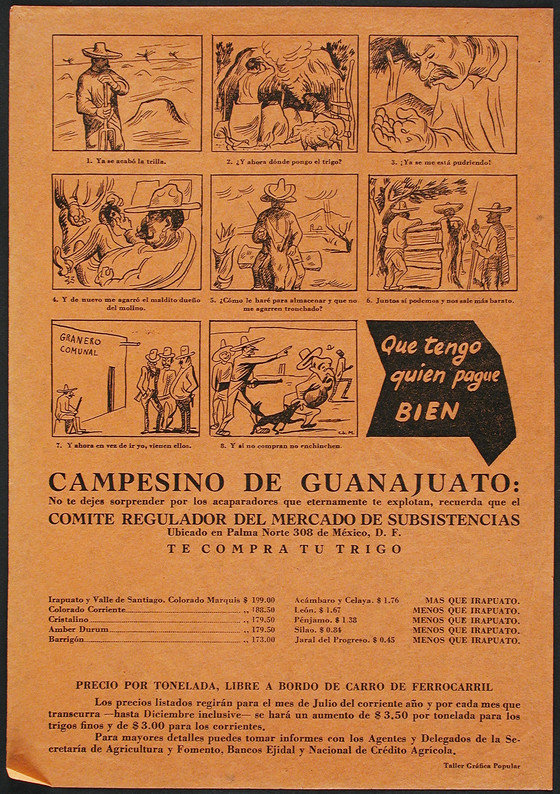 1. Ya se acabó la trilla.
2. ¿Y ahora dónde pongo el trigo?
3. ¡Ya se me está pudriendo!
4. Y de nuevo me agarró el maldito dueño
del molino.
5. ¿Cómo le haré para almacenar y que no
me agarren tronchado?
6. Juntos si podemos y nos sale más barato.
GRANERO
COMUNAL
7. Y ahora en vez de ir yo, vienen ellos.
8. Y si no compran no enchinchen.
Que tengo
quien pague
BIEN
CAMPESINO DE GUANAJUATO:
No te dejes sorprender por los acaparadores que eternamente te explotan, recuerda que el
COMITE REGULADOR DEL MERCADO DE SUBSISTENCIAS
Ubicado en Palma Norte 308 de México, D. F.
TE COMPRA TU TRIGO
Irapuato y Valle de Santiago. Colorado Marquis $ 199.00
Colorado Corriente ,, 188.50
Cristalino ,, 179.50
Amber Durum ,, 179.50
Barrigón ,, 173.00
Acámbaro y Celaya. $ 1.76 MAS QUE IRAPUATO.
León. $ 1.67 MENOS QUE IRAPUATO.
Pénjamo. $ 1.38 MENOS QUE IRAPUATO.
Silao. $ 0.84 MENOS QUE IRAPUATO.
Jaral del Progreso. $ 0.45 MENOS QUE IRAPUATO.
PRECIO POR TONELADA, LIBRE A BORDO DE CARRO DE FERROCARRIL
Los precios listados regirán para el mes de Julio del corriente año y por cada mes que
transcurra —hasta Diciembre inclusive— se hará un aumento de $ 3.50 por tonelada para los
trigos finos y de $ 3.00 para los corrientes.
Para mayores detalles puedes tomar informes con los Agentes y Delegados de la Se-
cretaría de Agricultura y Fomento, Bancos Ejidal y Nacional de Crédito Agrícola.
Taller Gráfica Popular